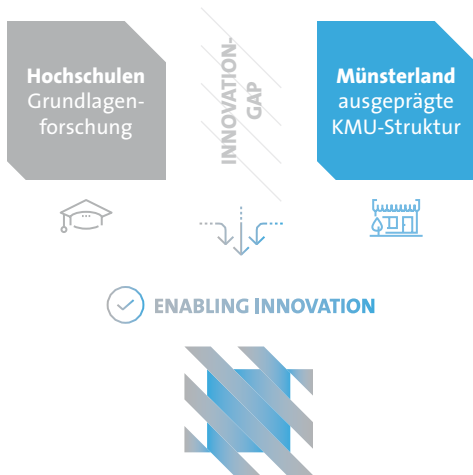 Hochschulen
Grundlagen-
forschung
INNOVATION-
GAP
Münsterland
ausgeprägte
KMU-Struktur
ENABLING INNOVATION